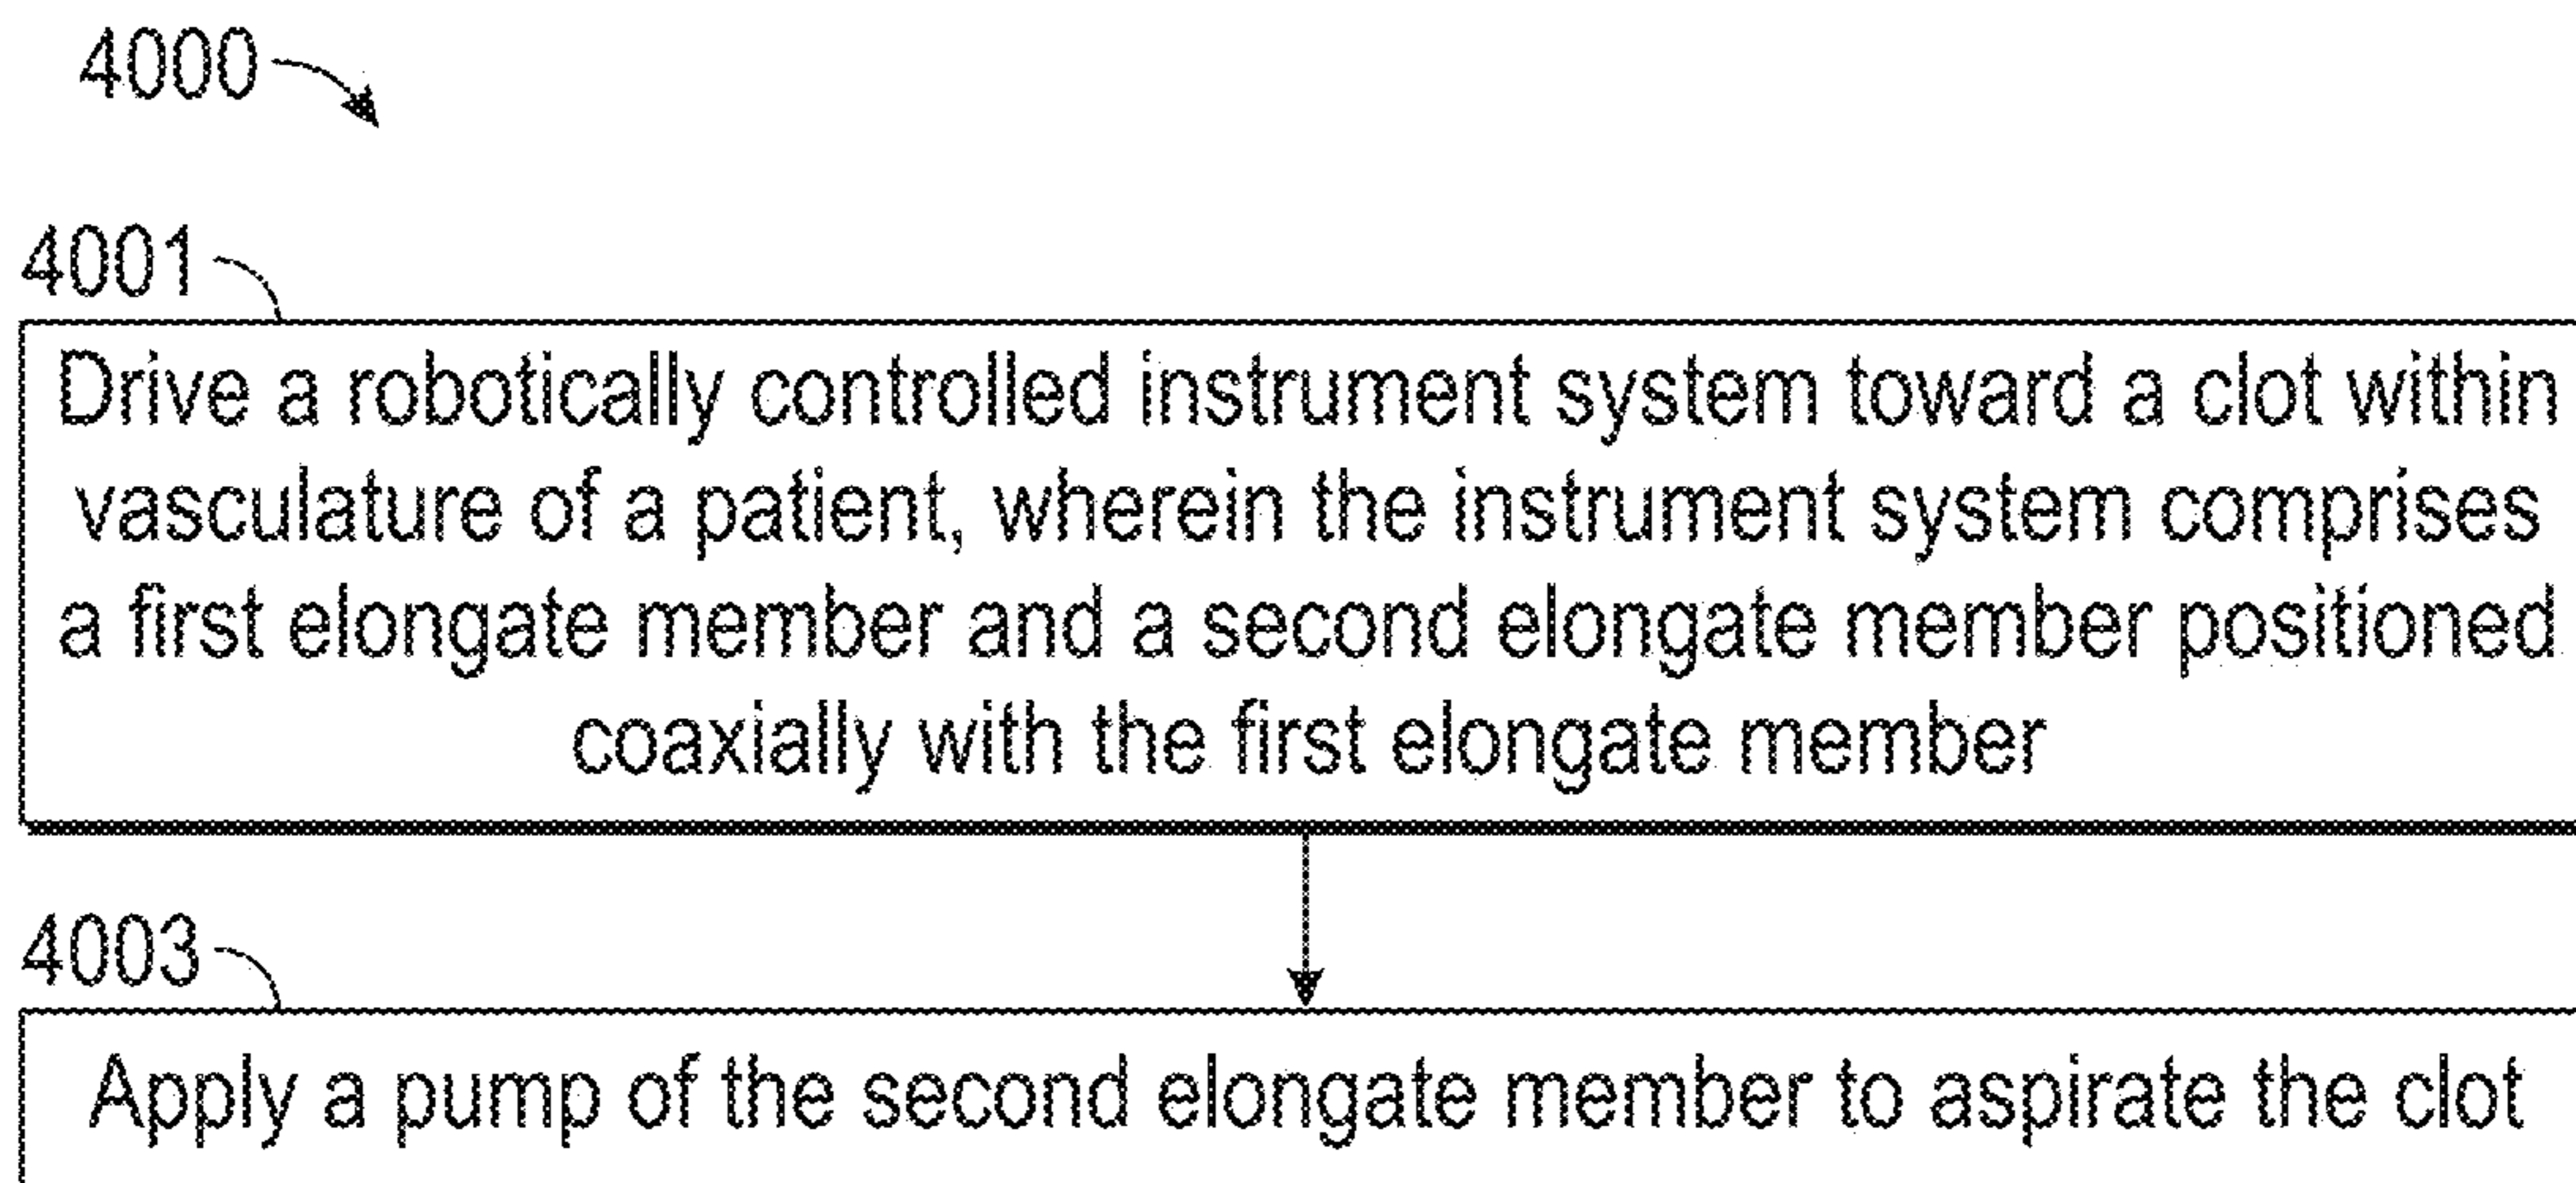 4000
4001
Drive a robotically controlled instrument system toward a clot within
vasculature of a patient, wherein the instrument system comprises
a first elongate member and a second elongate member positioned
coaxially with the first elongate member
4003
Apply a pump of the second elongate member to aspirate the clot